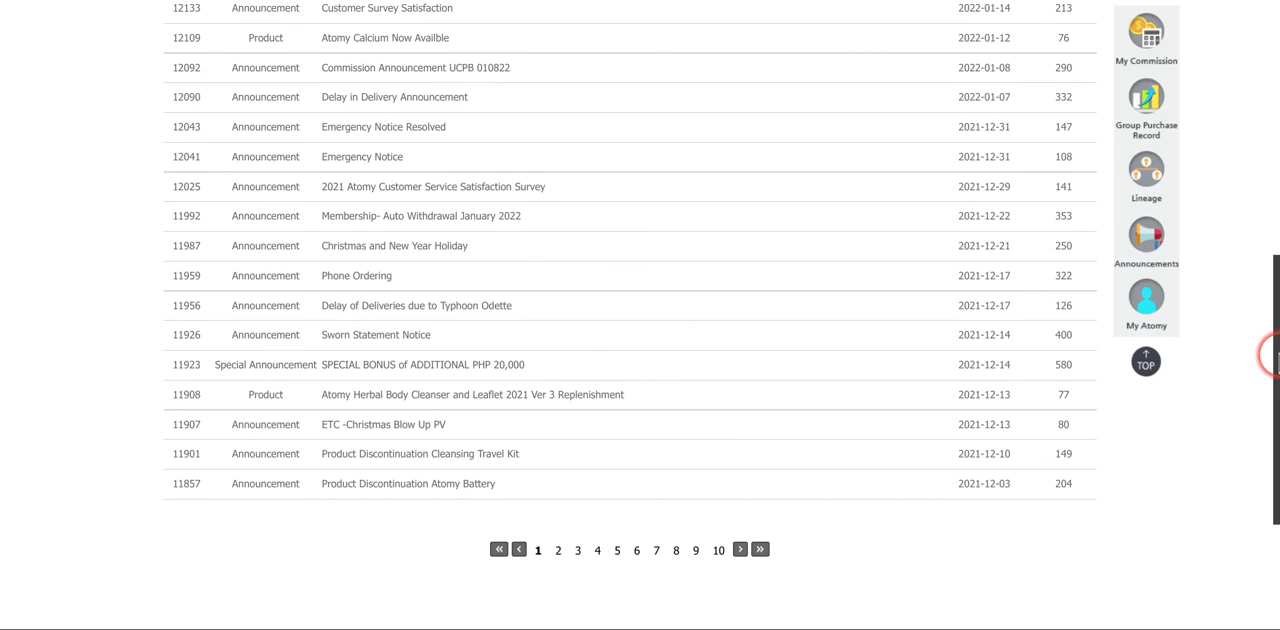 12133 Announcement Customer Survey Satisfaction 2022-01-14 213
12109 Product Atomy Calcium Now Availble 2022-01-12 76
12092 Announcement Commission Announcement UCPB 010822 2022-01-08 290
12090 Announcement Delay in Delivery Announcement 2022-01-07 332
12043 Announcement Emergency Notice Resolved 2021-12-31 147
12041 Announcement Emergency Notice 2021-12-31 108
12025 Announcement 2021 Atomy Customer Service Satisfaction Survey 2021-12-29 141
11992 Announcement Membership- Auto Withdrawal January 2022 2021-12-22 353
11987 Announcement Christmas and New Year Holiday 2021-12-21 250
11959 Announcement Phone Ordering 2021-12-17 322
11956 Announcement Delay of Deliveries due to Typhoon Odette 2021-12-17 126
11926 Announcement Sworn Statement Notice 2021-12-14 400
11923 Special Announcement SPECIAL BONUS of ADDITIONAL PHP 20,000 2021-12-14 580
11908 Product Atomy Herbal Body Cleanser and Leaflet 2021 Ver 3 Replenishment 2021-12-13 77
11907 Announcement ETC -Christmas Blow Up PV 2021-12-13 80
11901 Announcement Product Discontinuation Cleansing Travel Kit 2021-12-10 149
11857 Announcement Product Discontinuation Atomy Battery 2021-12-03 204
« ‹ 1 2 3 4 5 6 7 8 9 10 › »
My Commission
Group Purchase
Record
Lineage
Announcements
My Atomy
↑
TOP